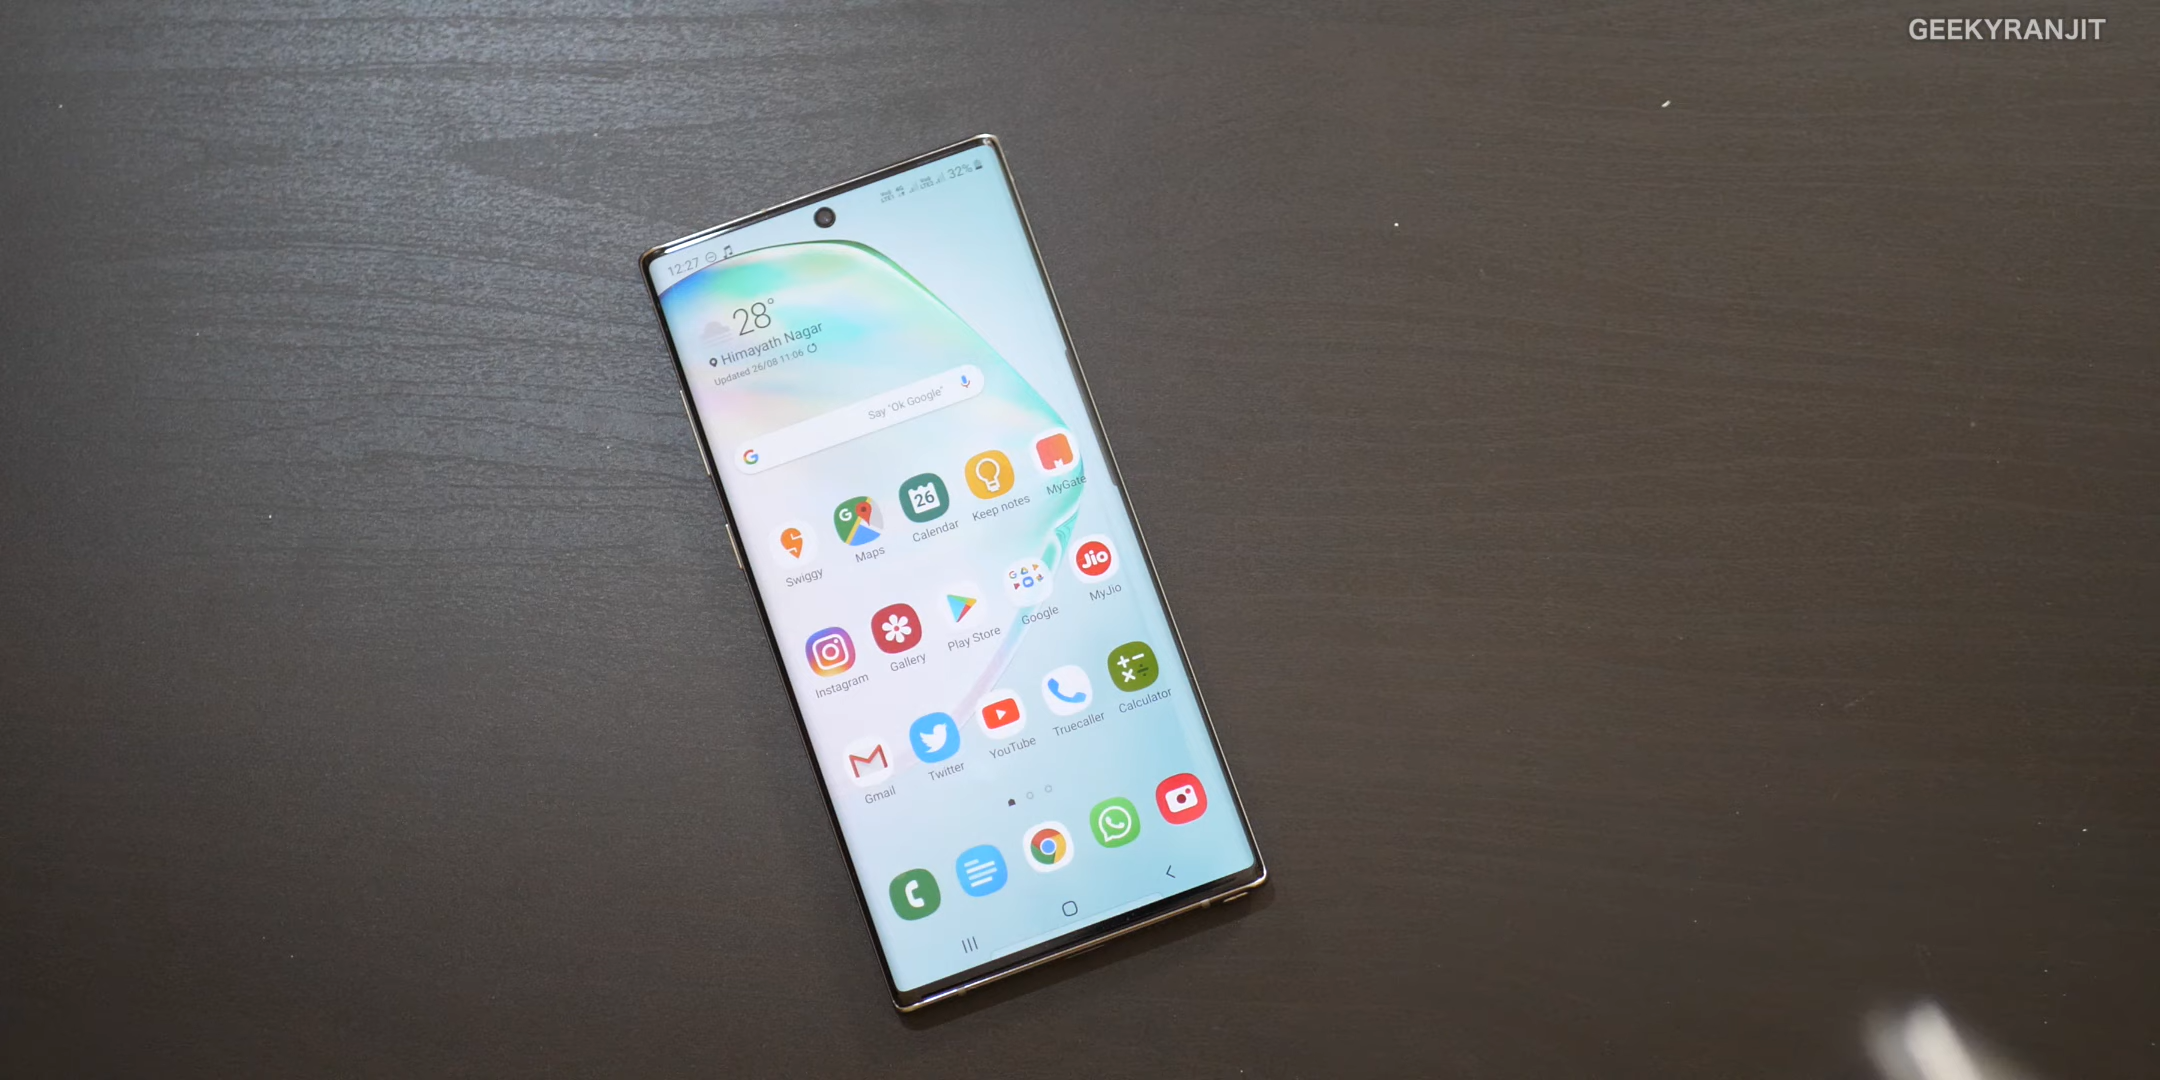 GEEKYRANJIT
12:27
32%
28°
Himayath Nagar
Updated 26/08 11:06
G Say "Ok Google"
Swiggy
G
Maps
26
Calendar
Keep notes
MyGate
Instagram
Gallery
Play Store
Google
Jio
MyJio
Gmail
Twitter
YouTube
Truecaller
Calculator